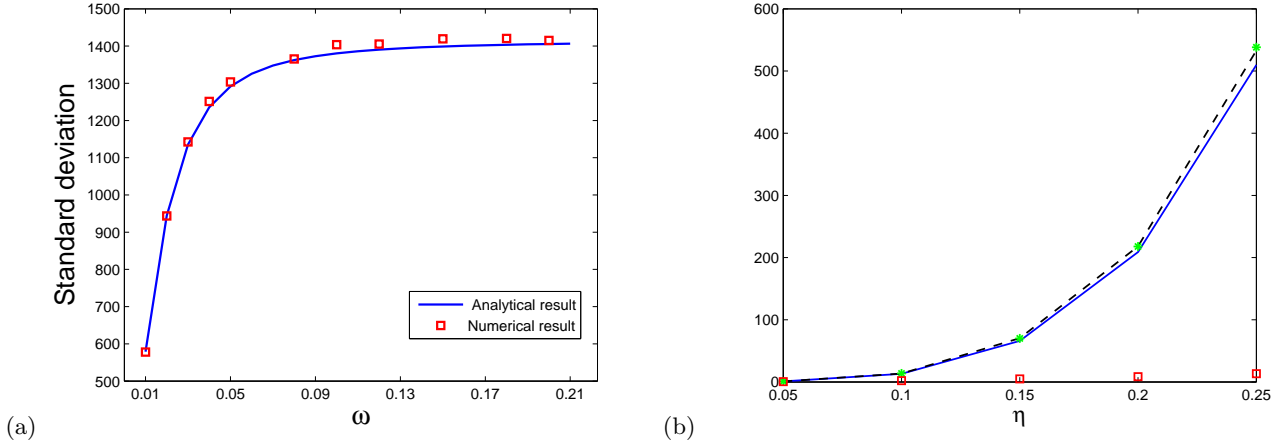 1500
1400
1300
1200
1100
1000
900
800
700
600
500
Standard deviation
Analytical result
Numerical result
0.01 0.05 0.09 0.13 0.17 0.21
ω
(a)
600
500
400
300
200
100
0
0.05 0.1 0.15 0.2 0.25
η
(b)